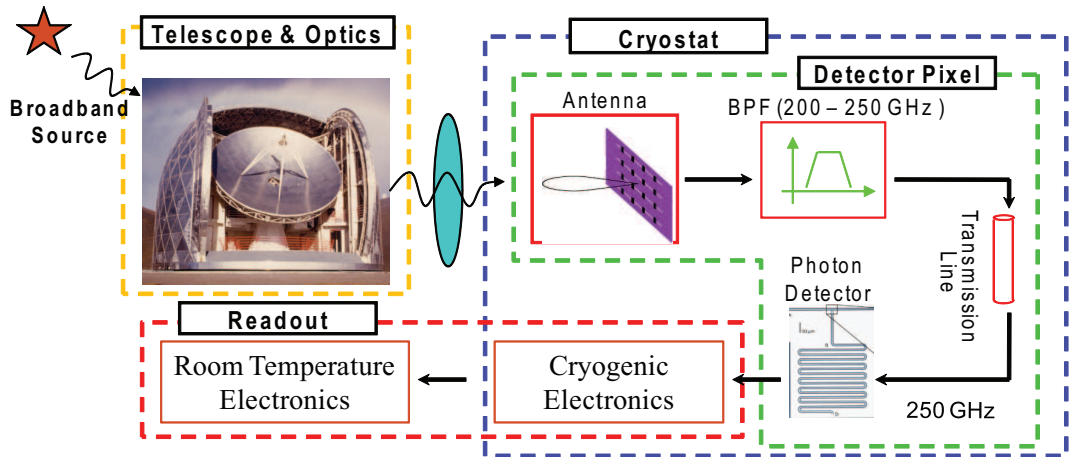 Telescope & Optics
Broadband
Source
Cryostat
Detector Pixel
Antenna
BPF (200 – 250 GHz )
Transmission
Line
Photon
Detector
250 GHz
Readout
Room Temperature
Electronics
Cryogenic
Electronics